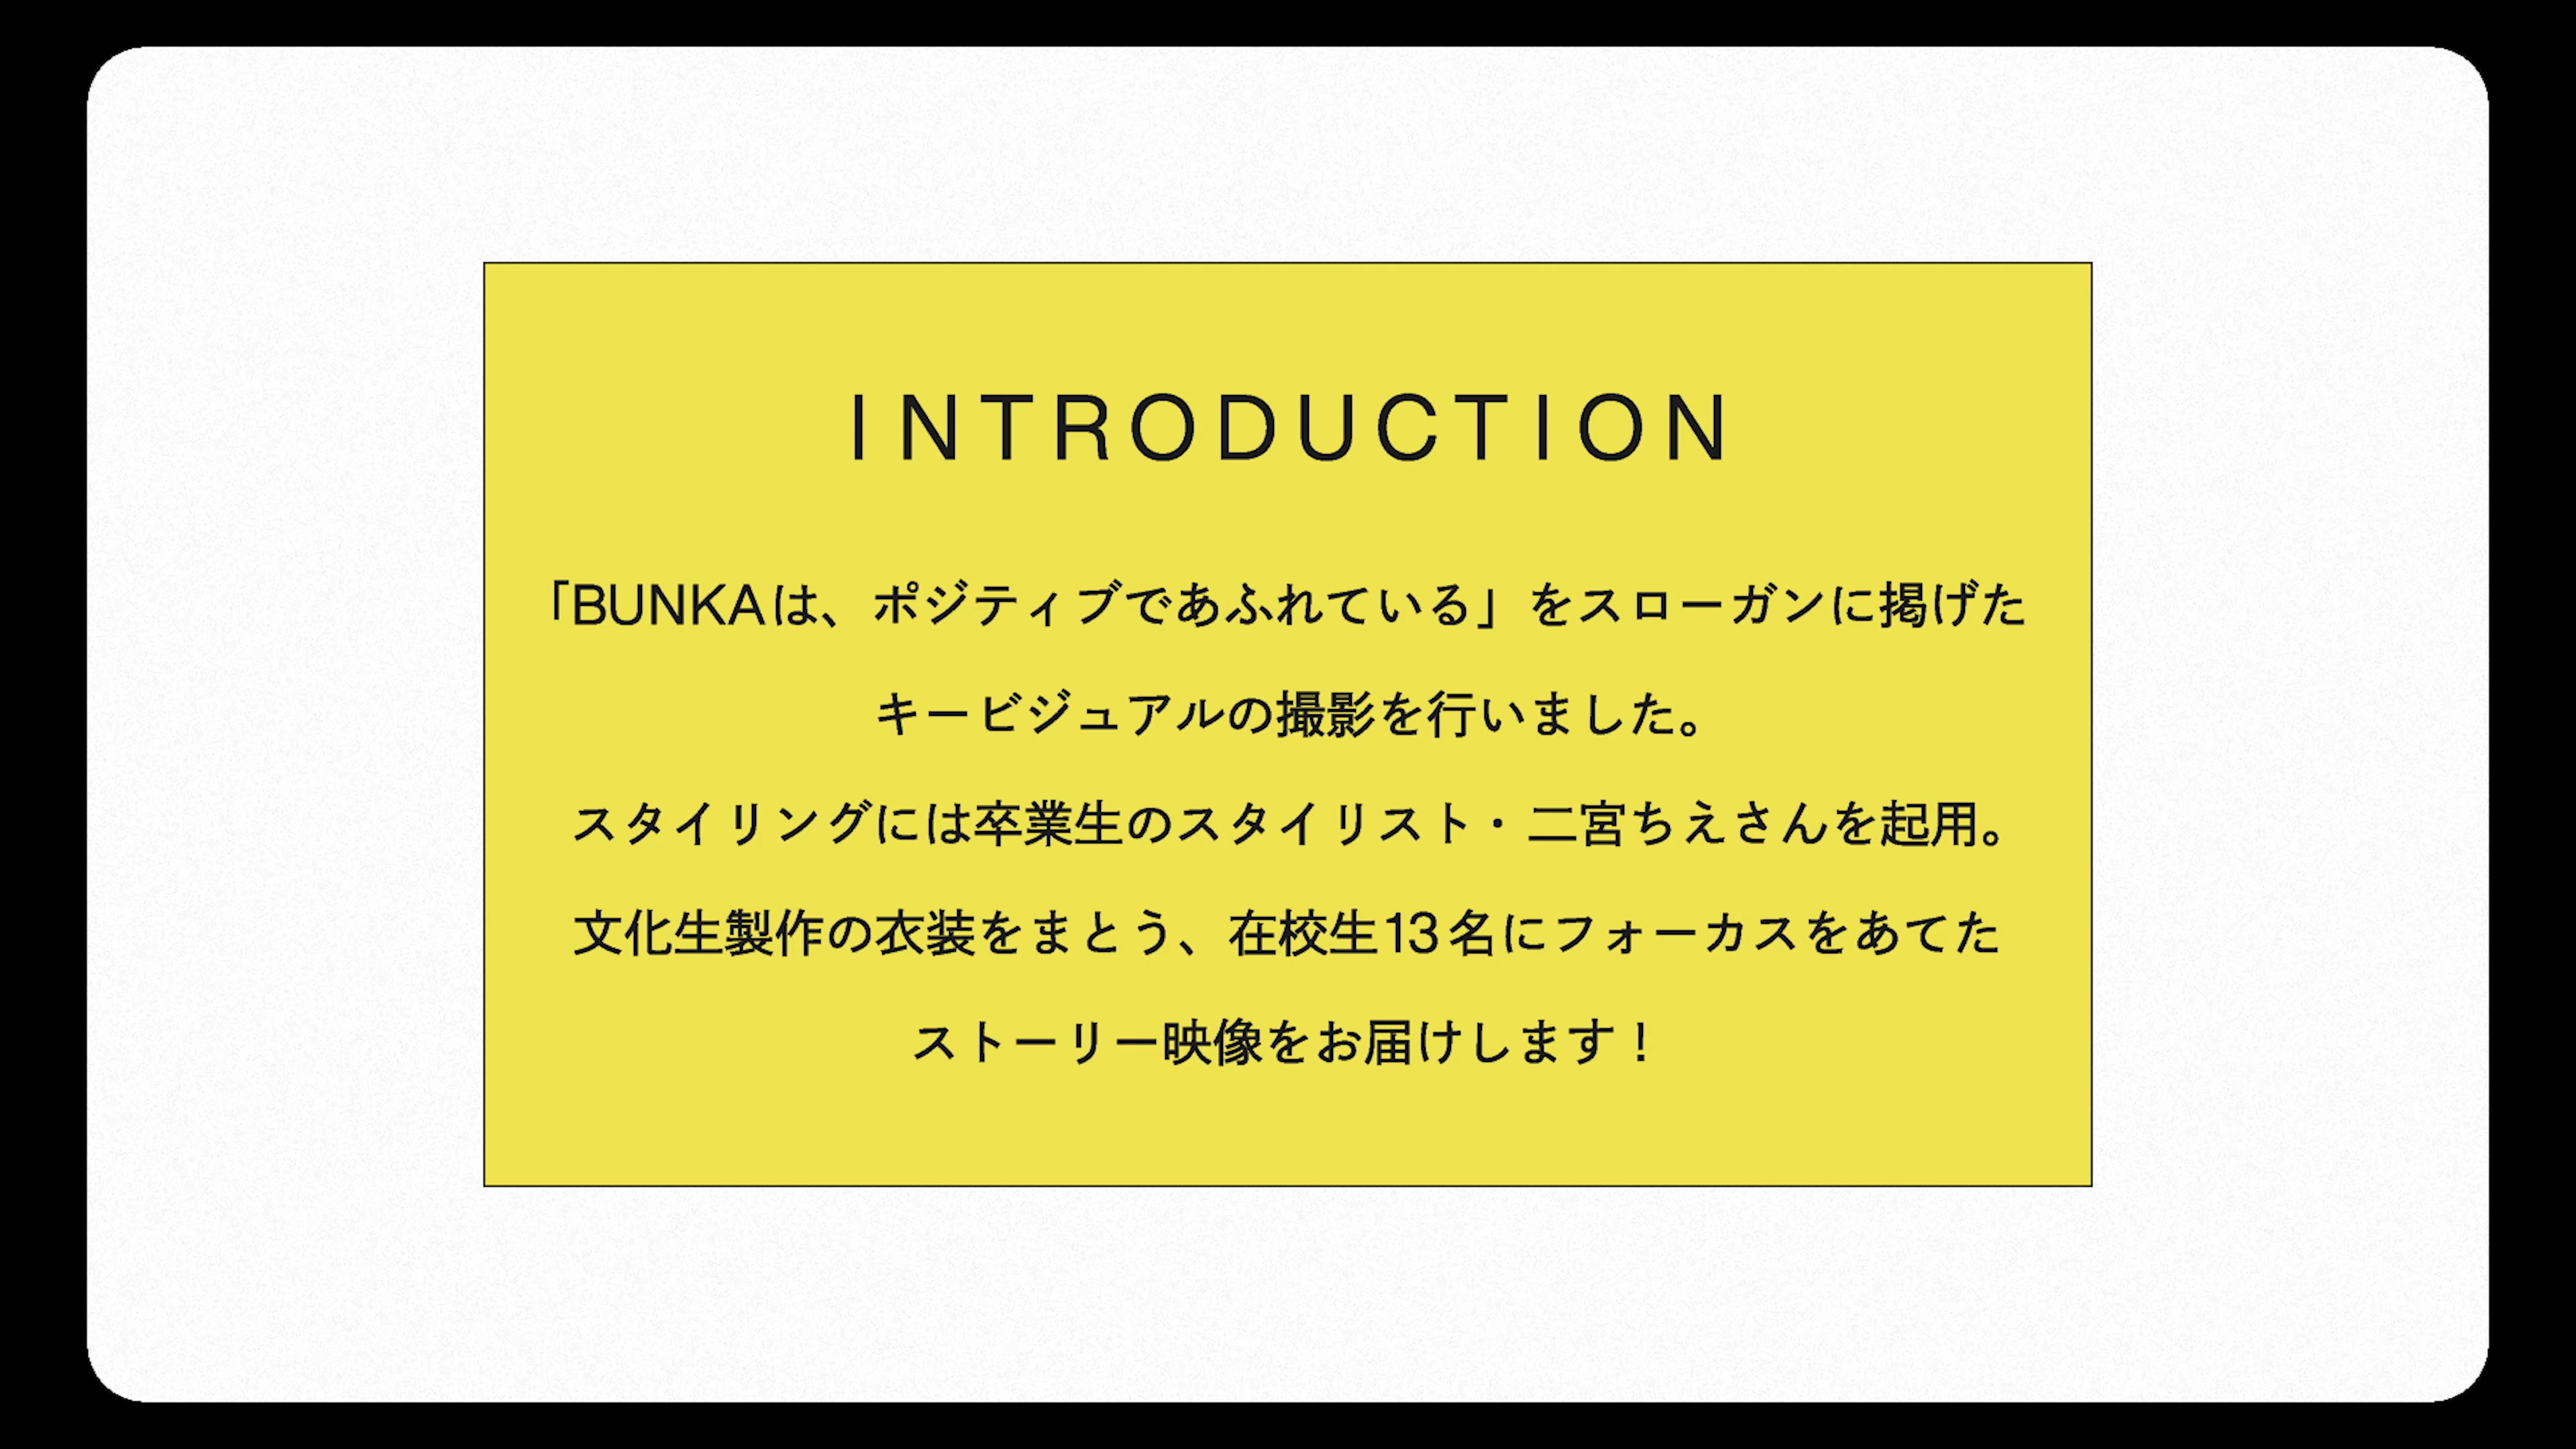 INTRODUCTION
「BUNKAは、ポジティブであふれている」をスローガンに掲げた
キービジュアルの撮影を行いました。
スタイリングには卒業生のスタイリスト・二宮ちえさんを起用。
文化生製作の衣装をまとう、在校生13名にフォーカスをあてた
ストーリー映像をお届けします！